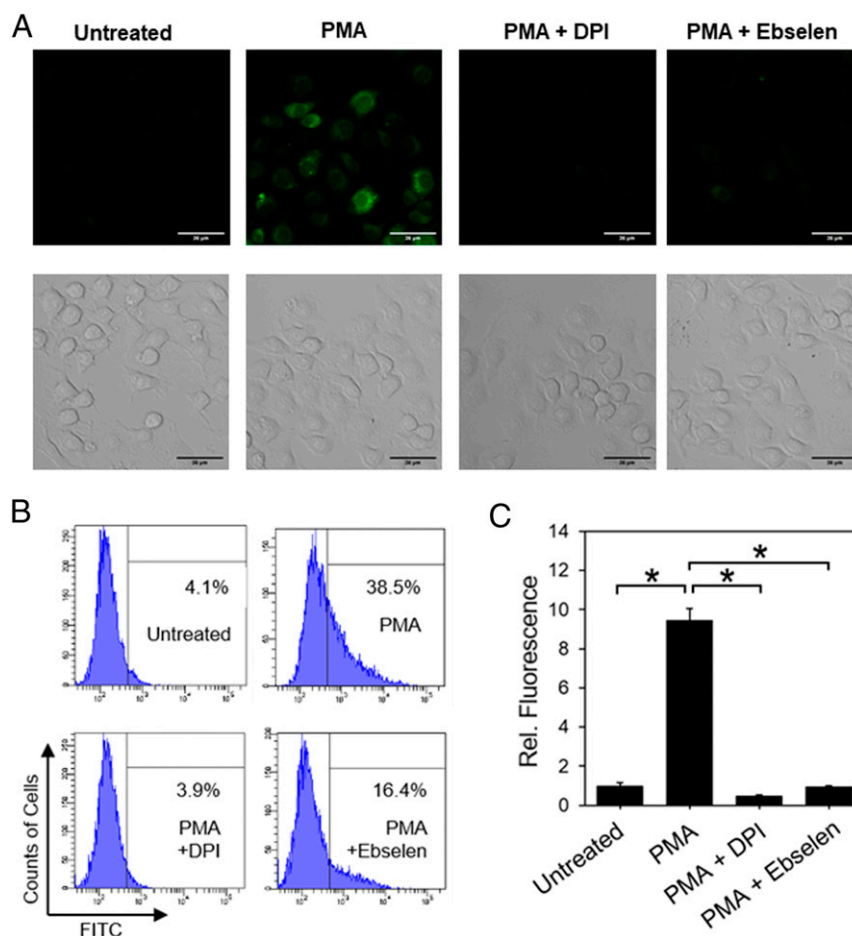 A
Untreated
PMA
PMA + DPI
PMA + Ebselen
B
4.1%
Untreated
38.5%
PMA
3.9%
PMA
+DPI
16.4%
PMA
+Ebselen
Counts of Cells
FITC
C
Rel. Fluorescence
14
12
10
8
6
4
2
0
*
*
*
Untreated
PMA
PMA + DPI
PMA + Ebselen